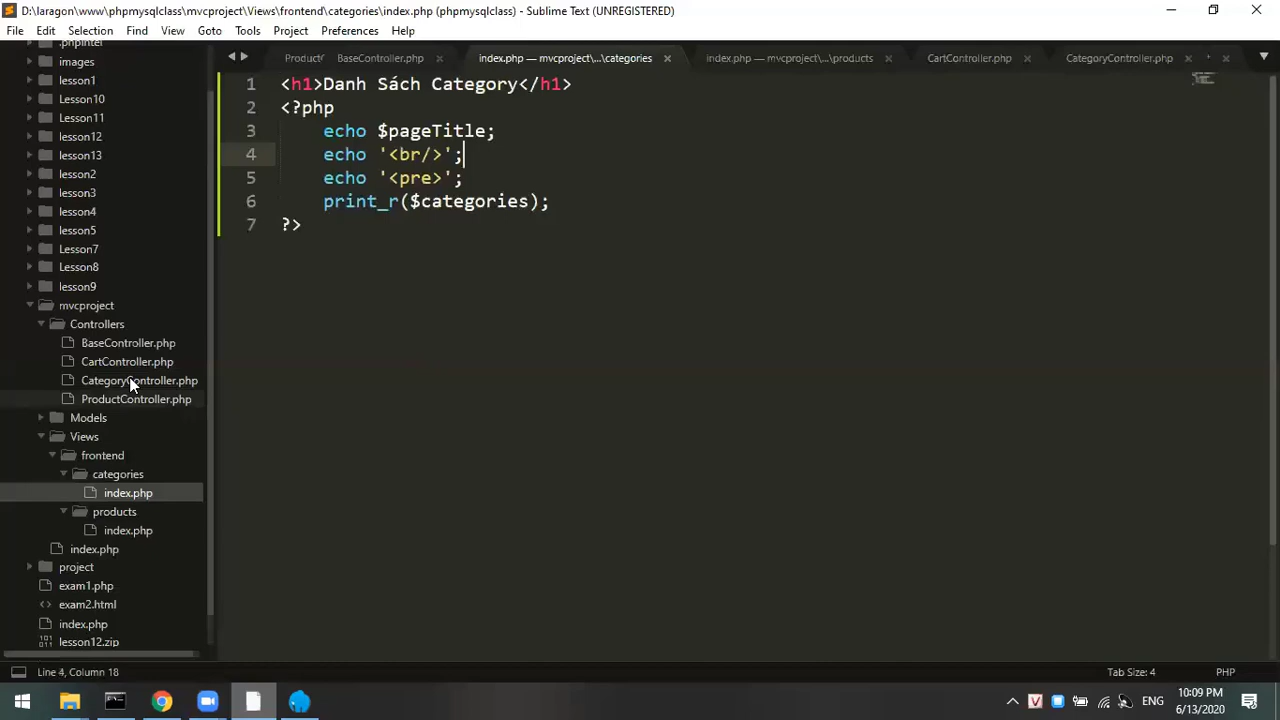 D:\laragon\www\phpmysqlclass\mvcproject\Views\frontend\categories\index.php (phpmysqlclass) - Sublime Text (UNREGISTERED)
File Edit Selection Find View Goto Tools Project Preferences Help
.phpintel
images
lesson1
Lesson10
Lesson11
lesson12
lesson13
lesson2
lesson3
lesson4
lesson5
Lesson7
Lesson8
lesson9
mvcproject
Controllers
BaseController.php
CartController.php
CategoryController.php
ProductController.php
Models
Views
frontend
categories
index.php
products
index.php
index.php
project
exam1.php
exam2.html
index.php
lesson12.zip
Product BaseController.php index.php — mvcproject\...\categories index.php — mvcproject\...\products CartController.php CategoryController.php
1 <h1>Danh Sách Category</h1>
2 <?php
3 echo $pageTitle;
4 echo '<br/>';
5 echo '<pre>';
6 print_r($categories);
7 ?>
Line 4, Column 18 Tab Size: 4 PHP
ENG 10:09 PM
6/13/2020